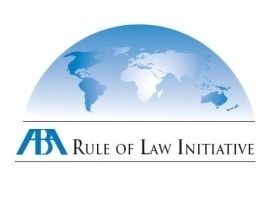 ABA RULE OF LAW INITIATIVE